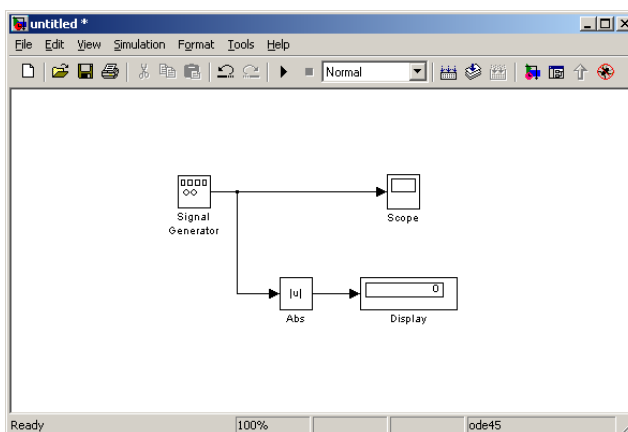 untitled *
File Edit View Simulation Format Tools Help
Normal
Signal
Generator
Scope
|u|
Abs
0
Display
Ready 100% ode45